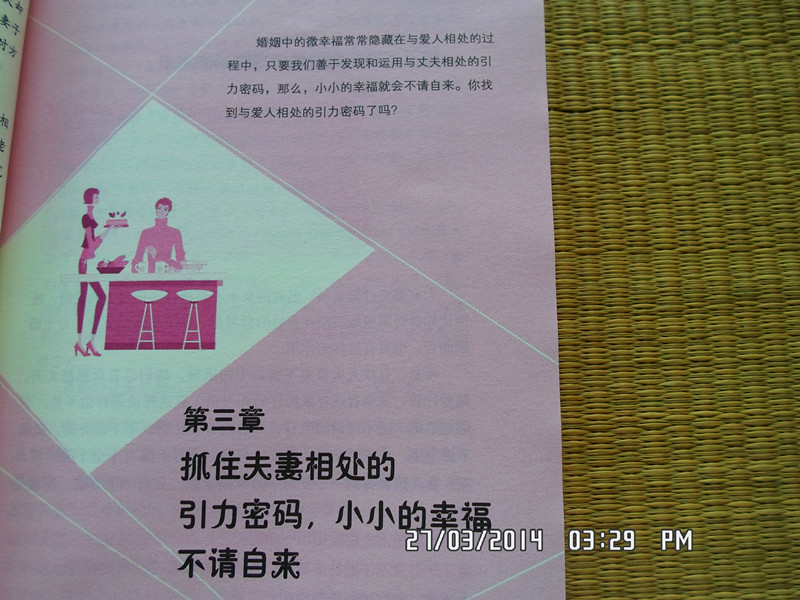 婚姻中的微幸福常常隐藏在与爱人相处的过
程中，只要我们善于发现和运用与丈夫相处的引
力密码，那么，小小的幸福就会不请自来。你找
到与爱人相处的引力密码了吗？
第三章
抓住夫妻相处的
引力密码，小小的幸福
不请自来
27/03/2014 03:29 PM